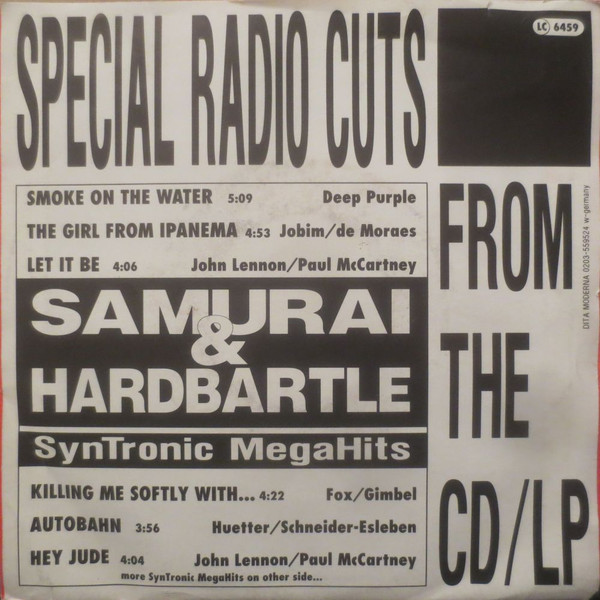 SPECIAL RADIO CUTS
LC 6459
FROM
THE
CD/LP
DITA MODERNA 0203-559524 w-germany
SMOKE ON THE WATER 5:09 Deep Purple
THE GIRL FROM IPANEMA 4:53 Jobim/de Moraes
LET IT BE 4:06 John Lennon/Paul McCartney
SAMURAI
&
HARDBARTLE
SynTronic MegaHits
KILLING ME SOFTLY WITH... 4:22 Fox/Gimbel
AUTOBAHN 3:56 Huetter/Schneider-Esleben
HEY JUDE 4:04 John Lennon/Paul McCartney
more SynTronic MegaHits on other side...